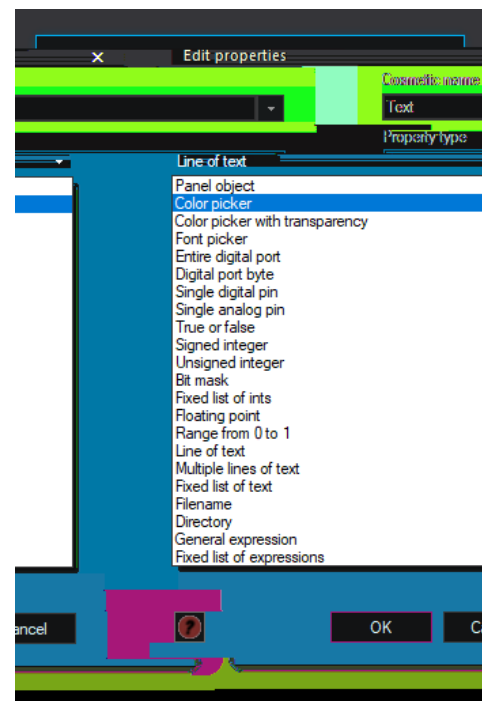 Edit properties
Cosmetic name
Text
Property type
Line of text
Panel object
Color picker
Color picker with transparency
Font picker
Entire digital port
Digital port byte
Single digital pin
Single analog pin
True or false
Signed integer
Unsigned integer
Bit mask
Fixed list of ints
Floating point
Range from 0 to 1
Line of text
Multiple lines of text
Fixed list of text
Filename
Directory
General expression
Fixed list of expressions
ancel
OK
Ca